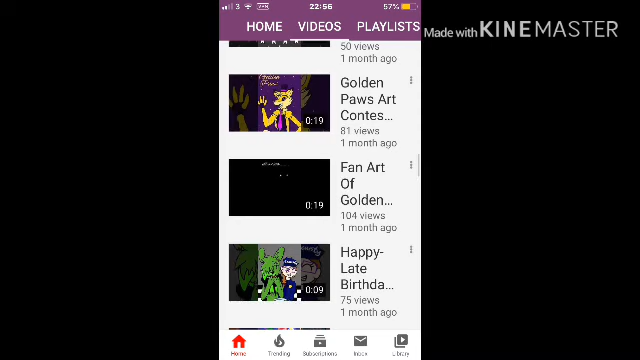 3 VPN 22:56 57%
HOME VIDEOS PLAYLISTS
Made with KINEMASTER
50 views
1 month ago
Golden
Paws Art
Contes...
81 views
1 month ago
0:19
Fan Art
Of
Golden...
104 views
1 month ago
0:19
Happy-
Late
Birthda...
75 views
1 month ago
0:09
Home Trending Subscriptions Inbox Library